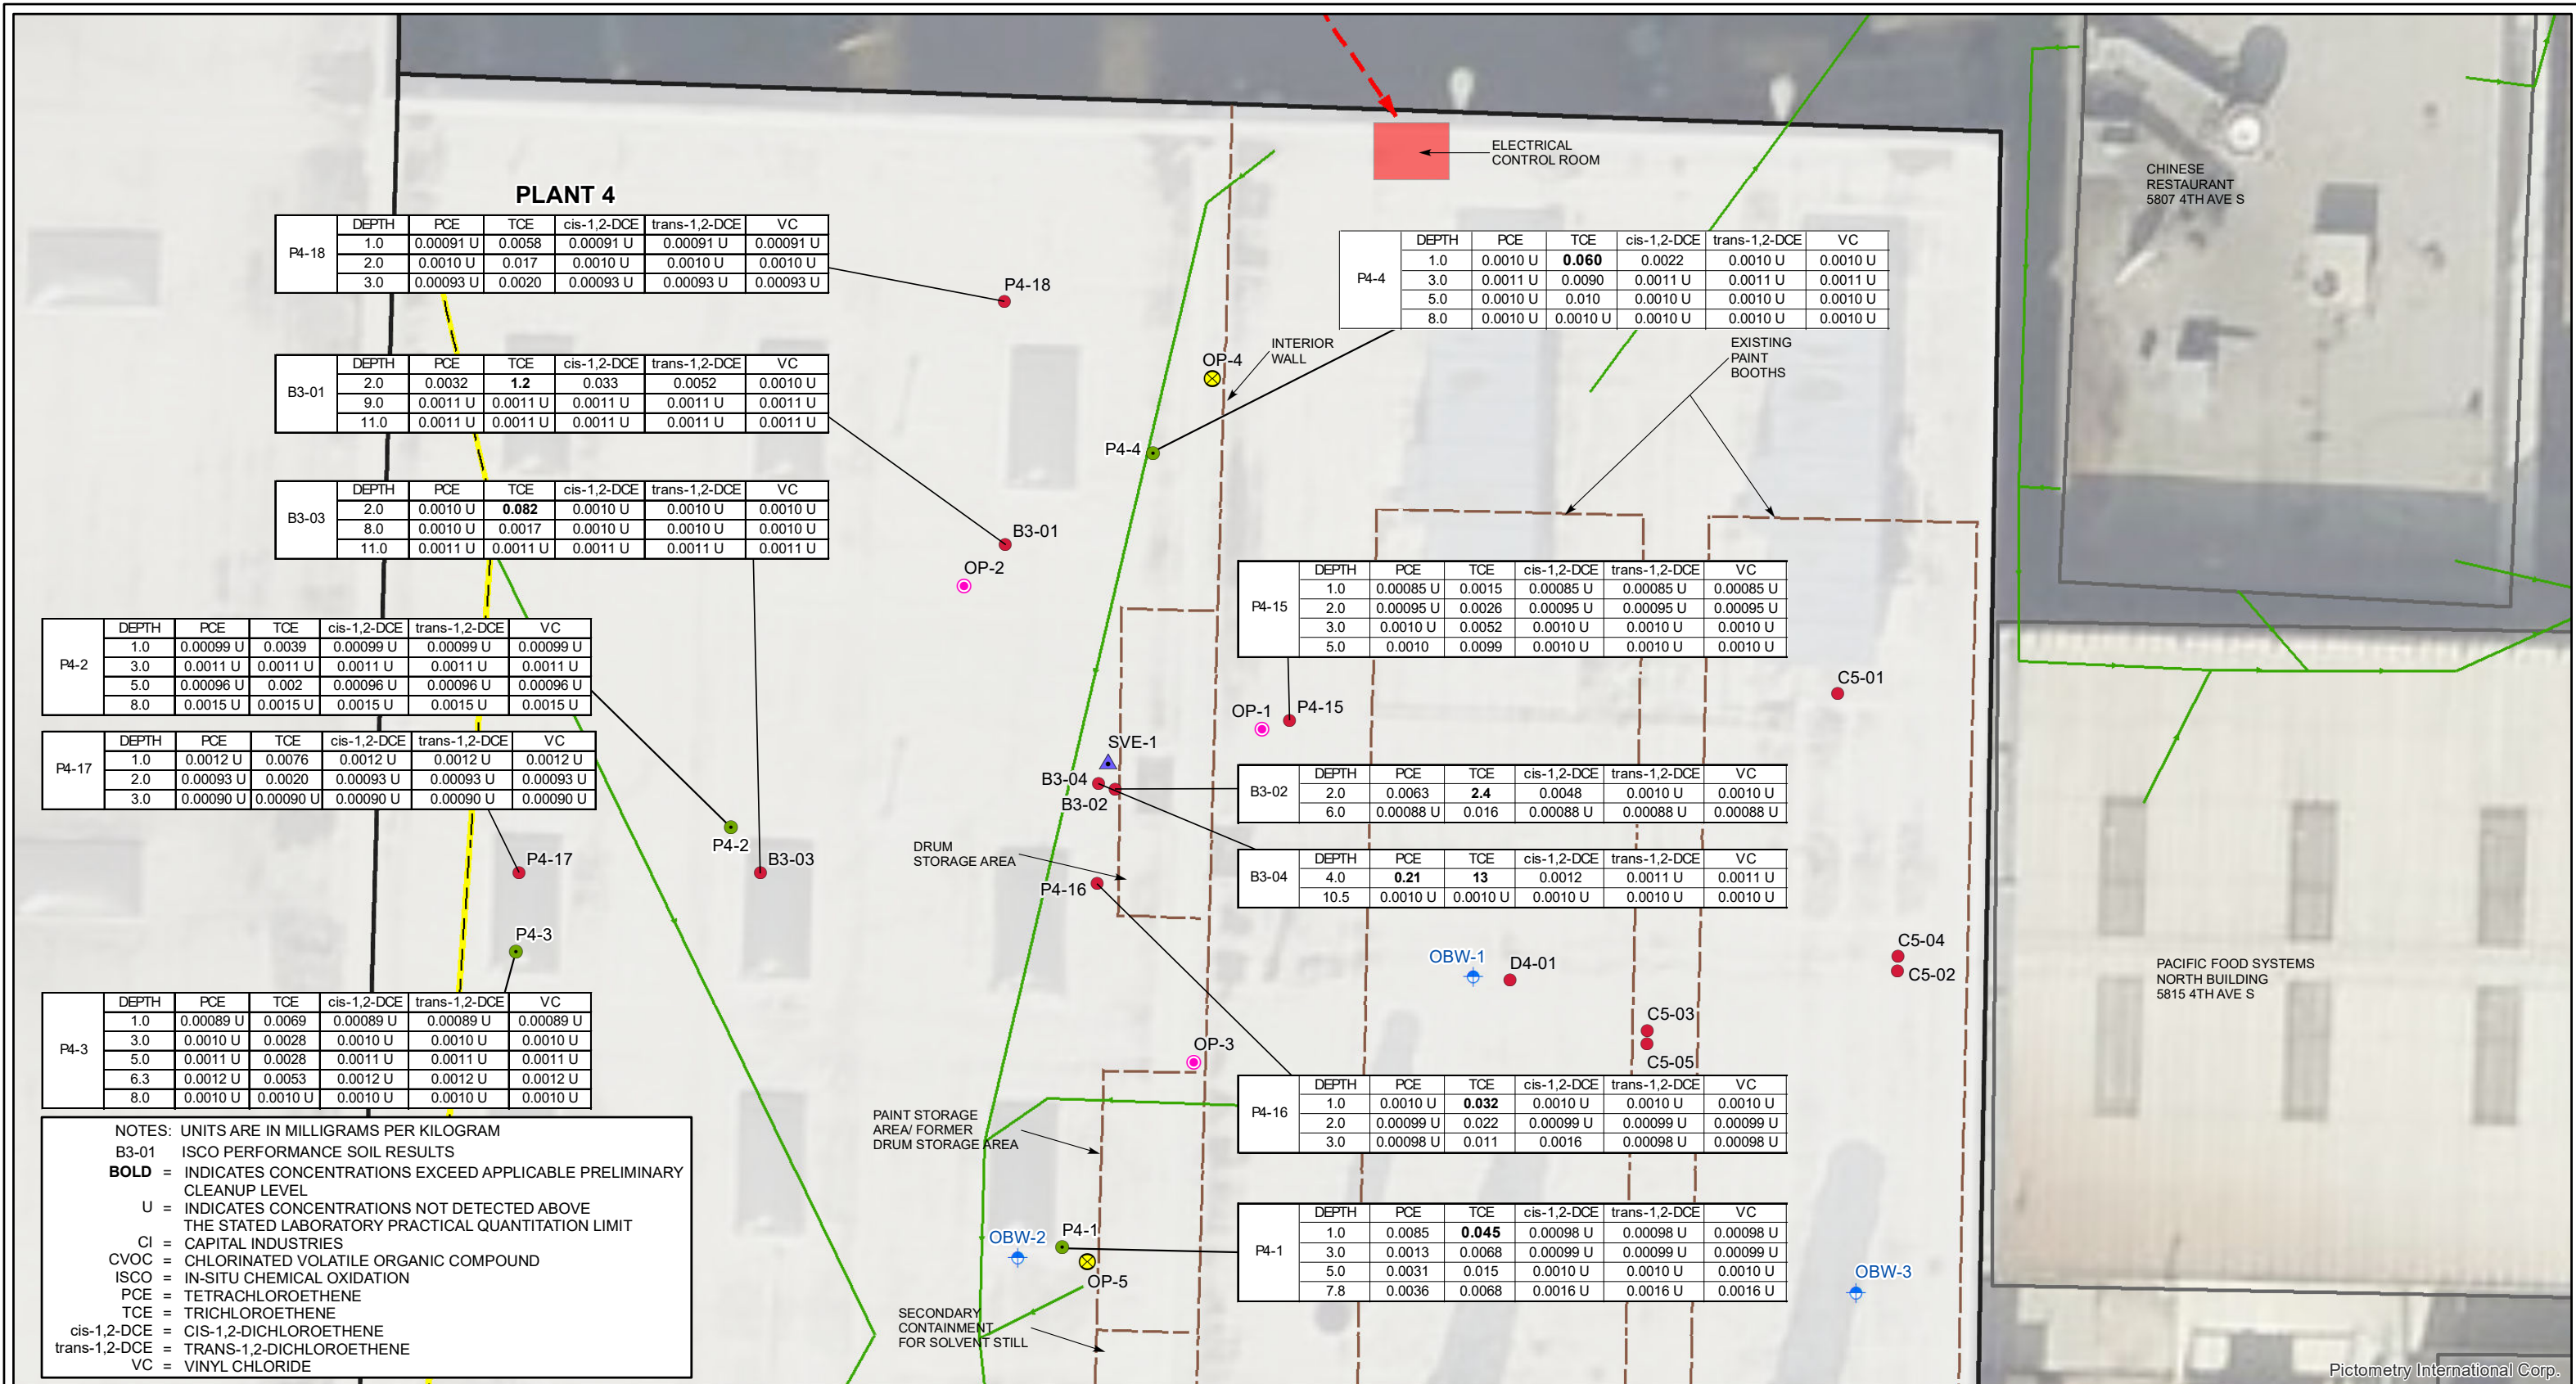 ELECTRICAL
CONTROL ROOM
CHINESE
RESTAURANT
5807 4TH AVE S
PLANT 4
P4-18
DEPTH PCE TCE cis-1,2-DCE trans-1,2-DCE VC
1.0 0.00091 U 0.0058 0.00091 U 0.00091 U 0.00091 U
2.0 0.0010 U 0.017 0.0010 U 0.0010 U 0.0010 U
3.0 0.00093 U 0.0020 0.00093 U 0.00093 U 0.00093 U
P4-18
P4-4
DEPTH PCE TCE cis-1,2-DCE trans-1,2-DCE VC
1.0 0.0010 U 0.060 0.0022 0.0010 U 0.0010 U
3.0 0.0011 U 0.0090 0.0011 U 0.0011 U 0.0011 U
5.0 0.0010 U 0.010 0.0010 U 0.0010 U 0.0010 U
8.0 0.0010 U 0.0010 U 0.0010 U 0.0010 U 0.0010 U
INTERIOR
WALL
EXISTING
PAINT
BOOTHS
OP-4
B3-01
DEPTH PCE TCE cis-1,2-DCE trans-1,2-DCE VC
2.0 0.0032 1.2 0.033 0.0052 0.0010 U
9.0 0.0011 U 0.0011 U 0.0011 U 0.0011 U 0.0011 U
11.0 0.0011 U 0.0011 U 0.0011 U 0.0011 U 0.0011 U
P4-4
B3-03
DEPTH PCE TCE cis-1,2-DCE trans-1,2-DCE VC
2.0 0.0010 U 0.082 0.0010 U 0.0010 U 0.0010 U
8.0 0.0010 U 0.0017 0.0010 U 0.0010 U 0.0010 U
11.0 0.0011 U 0.0011 U 0.0011 U 0.0011 U 0.0011 U
B3-01
OP-2
P4-15
DEPTH PCE TCE cis-1,2-DCE trans-1,2-DCE VC
1.0 0.00085 U 0.0015 0.00085 U 0.00085 U 0.00085 U
2.0 0.00095 U 0.0026 0.00095 U 0.00095 U 0.00095 U
3.0 0.0010 U 0.0052 0.0010 U 0.0010 U 0.0010 U
5.0 0.0010 0.0099 0.0010 U 0.0010 U 0.0010 U
P4-2
DEPTH PCE TCE cis-1,2-DCE trans-1,2-DCE VC
1.0 0.00099 U 0.0039 0.00099 U 0.00099 U 0.00099 U
3.0 0.0011 U 0.0011 U 0.0011 U 0.0011 U 0.0011 U
5.0 0.00096 U 0.002 0.00096 U 0.00096 U 0.00096 U
8.0 0.0015 U 0.0015 U 0.0015 U 0.0015 U 0.0015 U
C5-01
OP-1
P4-15
SVE-1
P4-17
DEPTH PCE TCE cis-1,2-DCE trans-1,2-DCE VC
1.0 0.0012 U 0.0076 0.0012 U 0.0012 U 0.0012 U
2.0 0.00093 U 0.0020 0.00093 U 0.00093 U 0.00093 U
3.0 0.00090 U 0.00090 U 0.00090 U 0.00090 U 0.00090 U
B3-04
B3-02
B3-02
DEPTH PCE TCE cis-1,2-DCE trans-1,2-DCE VC
2.0 0.0063 2.4 0.0048 0.0010 U 0.0010 U
6.0 0.00088 U 0.016 0.00088 U 0.00088 U 0.00088 U
P4-2
P4-17
B3-03
DRUM
STORAGE AREA
B3-04
DEPTH PCE TCE cis-1,2-DCE trans-1,2-DCE VC
4.0 0.21 13 0.0012 0.0011 U 0.0011 U
10.5 0.0010 U 0.0010 U 0.0010 U 0.0010 U 0.0010 U
P4-16
P4-3
OBW-1
D4-01
C5-04
C5-02
PACIFIC FOOD SYSTEMS
NORTH BUILDING
5815 4TH AVE S
C5-03
C5-05
OP-3
P4-3
DEPTH PCE TCE cis-1,2-DCE trans-1,2-DCE VC
1.0 0.00089 U 0.0069 0.00089 U 0.00089 U 0.00089 U
3.0 0.0010 U 0.0028 0.0010 U 0.0010 U 0.0010 U
5.0 0.0011 U 0.0028 0.0011 U 0.0011 U 0.0011 U
6.3 0.0012 U 0.0053 0.0012 U 0.0012 U 0.0012 U
8.0 0.0010 U 0.0010 U 0.0010 U 0.0010 U 0.0010 U
P4-16
DEPTH PCE TCE cis-1,2-DCE trans-1,2-DCE VC
1.0 0.0010 U 0.032 0.0010 U 0.0010 U 0.0010 U
2.0 0.00099 U 0.022 0.00099 U 0.00099 U 0.00099 U
3.0 0.00098 U 0.011 0.0016 0.00098 U 0.00098 U
PAINT STORAGE
AREA/ FORMER
DRUM STORAGE AREA
P4-1
DEPTH PCE TCE cis-1,2-DCE trans-1,2-DCE VC
1.0 0.0085 0.045 0.00098 U 0.00098 U 0.00098 U
3.0 0.0013 0.0068 0.00099 U 0.00099 U 0.00099 U
5.0 0.0031 0.015 0.0010 U 0.0010 U 0.0010 U
7.8 0.0036 0.0068 0.0016 U 0.0016 U 0.0016 U
OBW-2
P4-1
OP-5
OBW-3
SECONDARY
CONTAINMENT
FOR SOLVENT STILL
NOTES: UNITS ARE IN MILLIGRAMS PER KILOGRAM
B3-01 ISCO PERFORMANCE SOIL RESULTS
BOLD = INDICATES CONCENTRATIONS EXCEED APPLICABLE PRELIMINARY
CLEANUP LEVEL
U = INDICATES CONCENTRATIONS NOT DETECTED ABOVE
THE STATED LABORATORY PRACTICAL QUANTITATION LIMIT
CI = CAPITAL INDUSTRIES
CVOC = CHLORINATED VOLATILE ORGANIC COMPOUND
ISCO = IN-SITU CHEMICAL OXIDATION
PCE = TETRACHLOROETHENE
TCE = TRICHLOROETHENE
cis-1,2-DCE = CIS-1,2-DICHLOROETHENE
trans-1,2-DCE = TRANS-1,2-DICHLOROETHENE
VC = VINYL CHLORIDE
Pictometry International Corp.